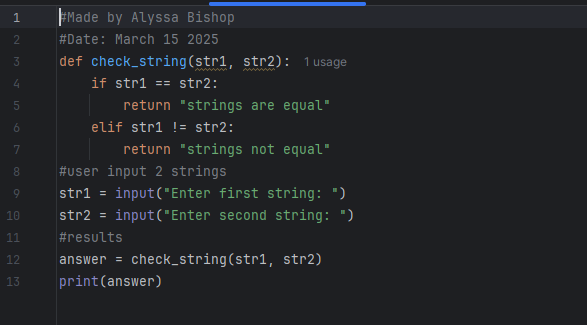 1 #Made by Alyssa Bishop
2 #Date: March 15 2025
3 def check_string(str1, str2): 1 usage
4     if str1 == str2:
5         return "strings are equal"
6     elif str1 != str2:
7         return "strings not equal"
8 #user input 2 strings
9 str1 = input("Enter first string: ")
10 str2 = input("Enter second string: ")
11 #results
12 answer = check_string(str1, str2)
13 print(answer)